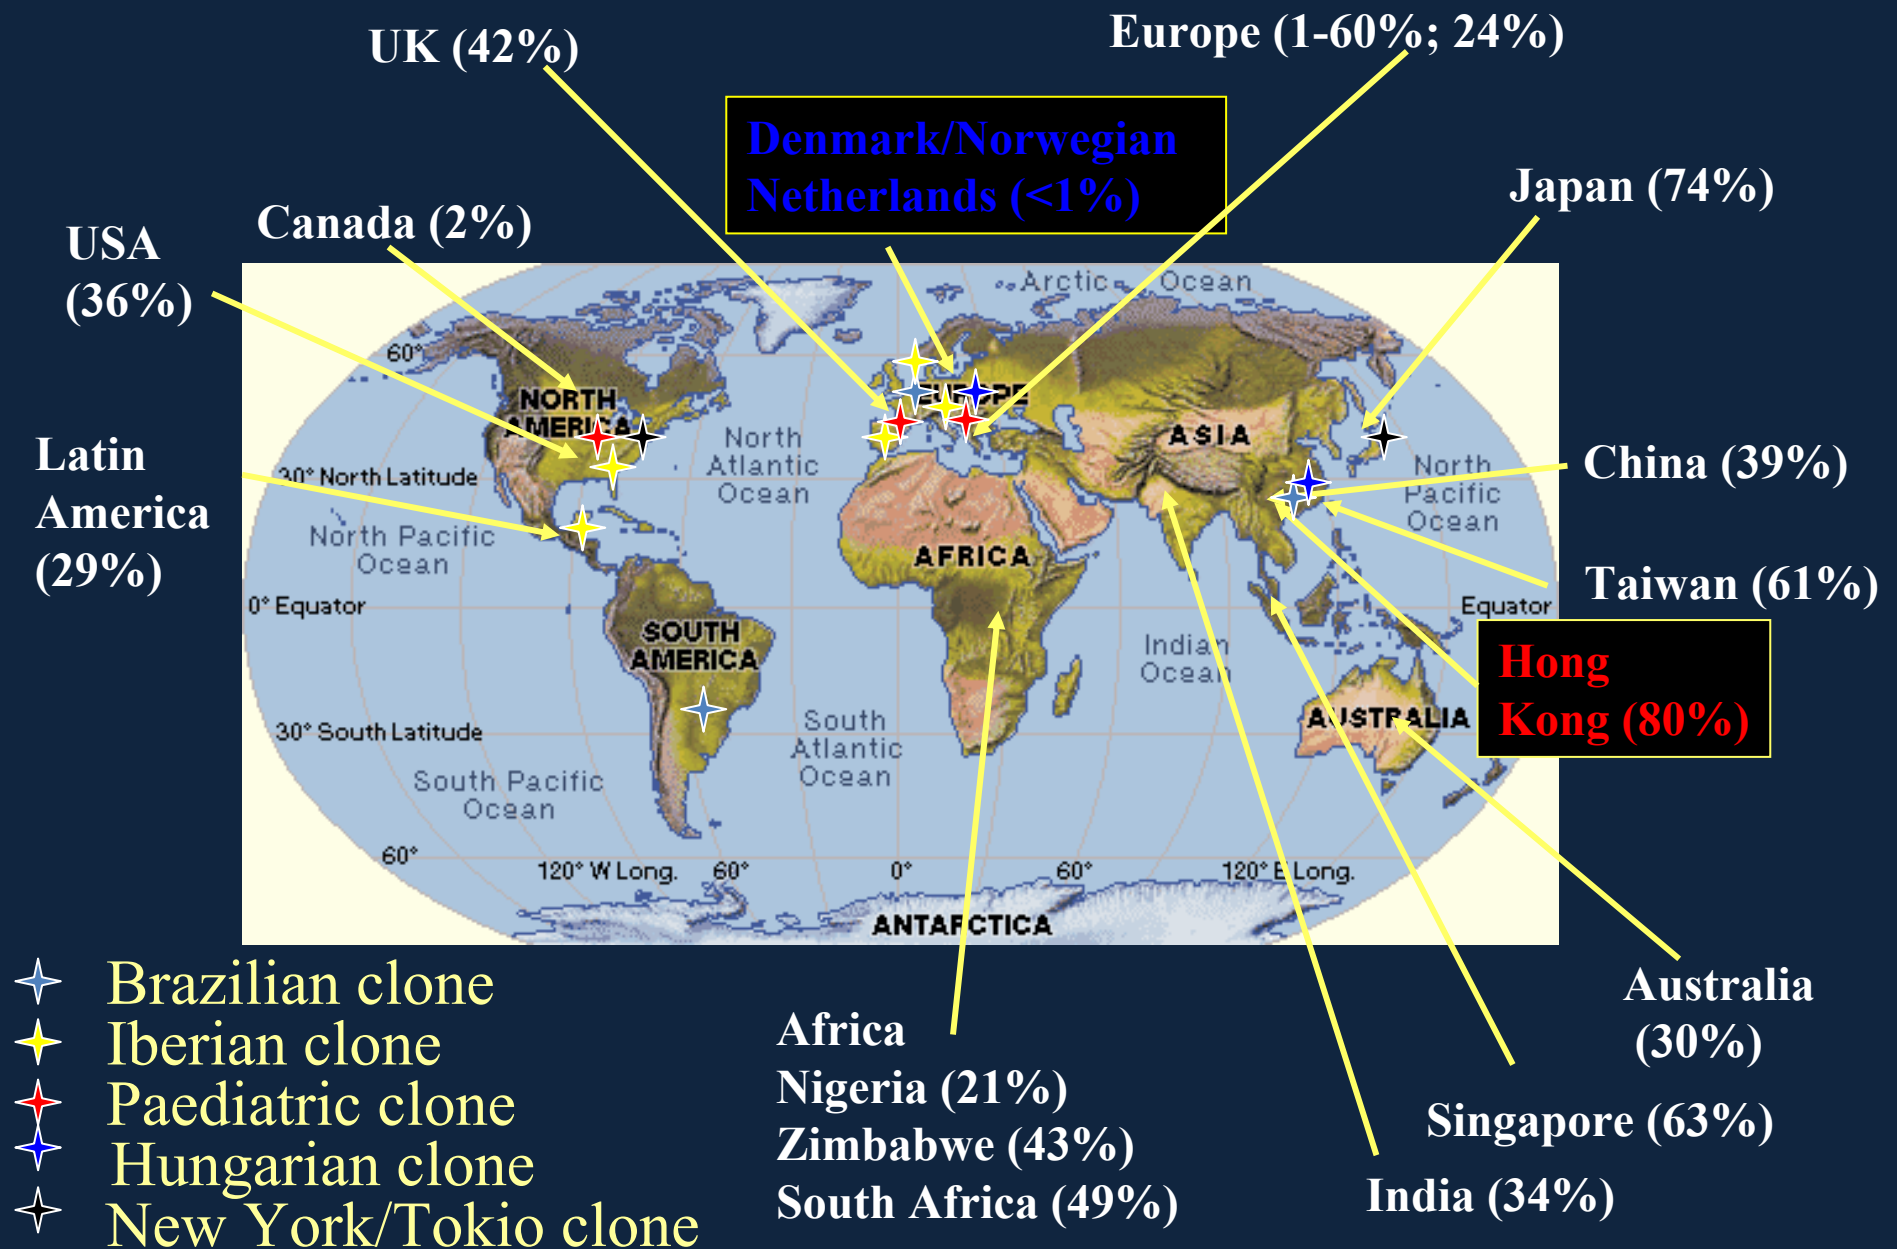 UK (42%)
Europe (1-60%; 24%)
Denmark/Norwegian
Netherlands (<1%)
Japan (74%)
Canada (2%)
USA
(36%)
Latin
America
(29%)
China (39%)
Taiwan (61%)
Hong
Kong (80%)
Arctic Ocean
60°
NORTH
AMERICA
EUROPE
ASIA
North
Atlantic
Ocean
North
Pacific
Ocean
30° North Latitude
North Pacific
Ocean
AFRICA
0° Equator
Equator
SOUTH
AMERICA
Indian
Ocean
AUSTRALIA
30° South Latitude
South
Atlantic
Ocean
South Pacific
Ocean
60°
120° W Long.
60°
0°
60°
120° E Long.
ANTARCTICA
Brazilian clone
Iberian clone
Paediatric clone
Hungarian clone
New York/Tokio clone
Africa
Nigeria (21%)
Zimbabwe (43%)
South Africa (49%)
Australia
(30%)
Singapore (63%)
India (34%)